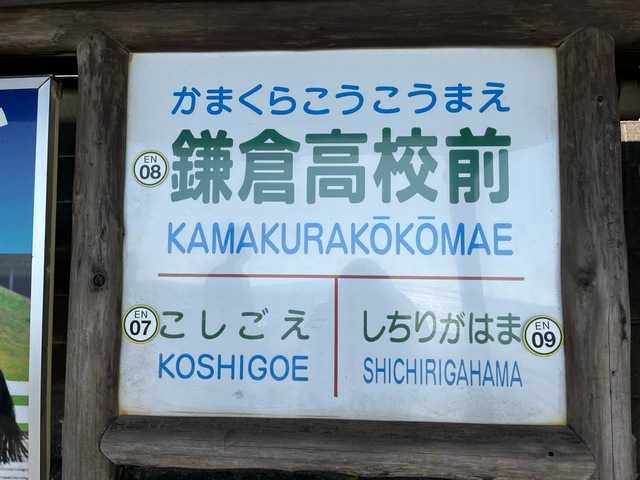 かまくらこうこうまえ
EN
08
鎌倉高校前
KAMAKURAKŌKŌMAE
EN
07
こしごえ
KOSHIGOE
しちりがはま
EN
09
SHICHIRIGAHAMA